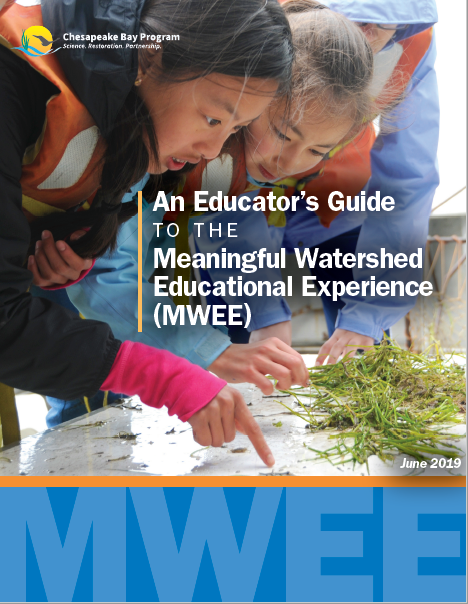 Chesapeake Bay Program
Science. Restoration. Partnership.
An Educator's Guide
TO THE
Meaningful Watershed
Educational Experience
(MWEE)
June 2019
MWEE